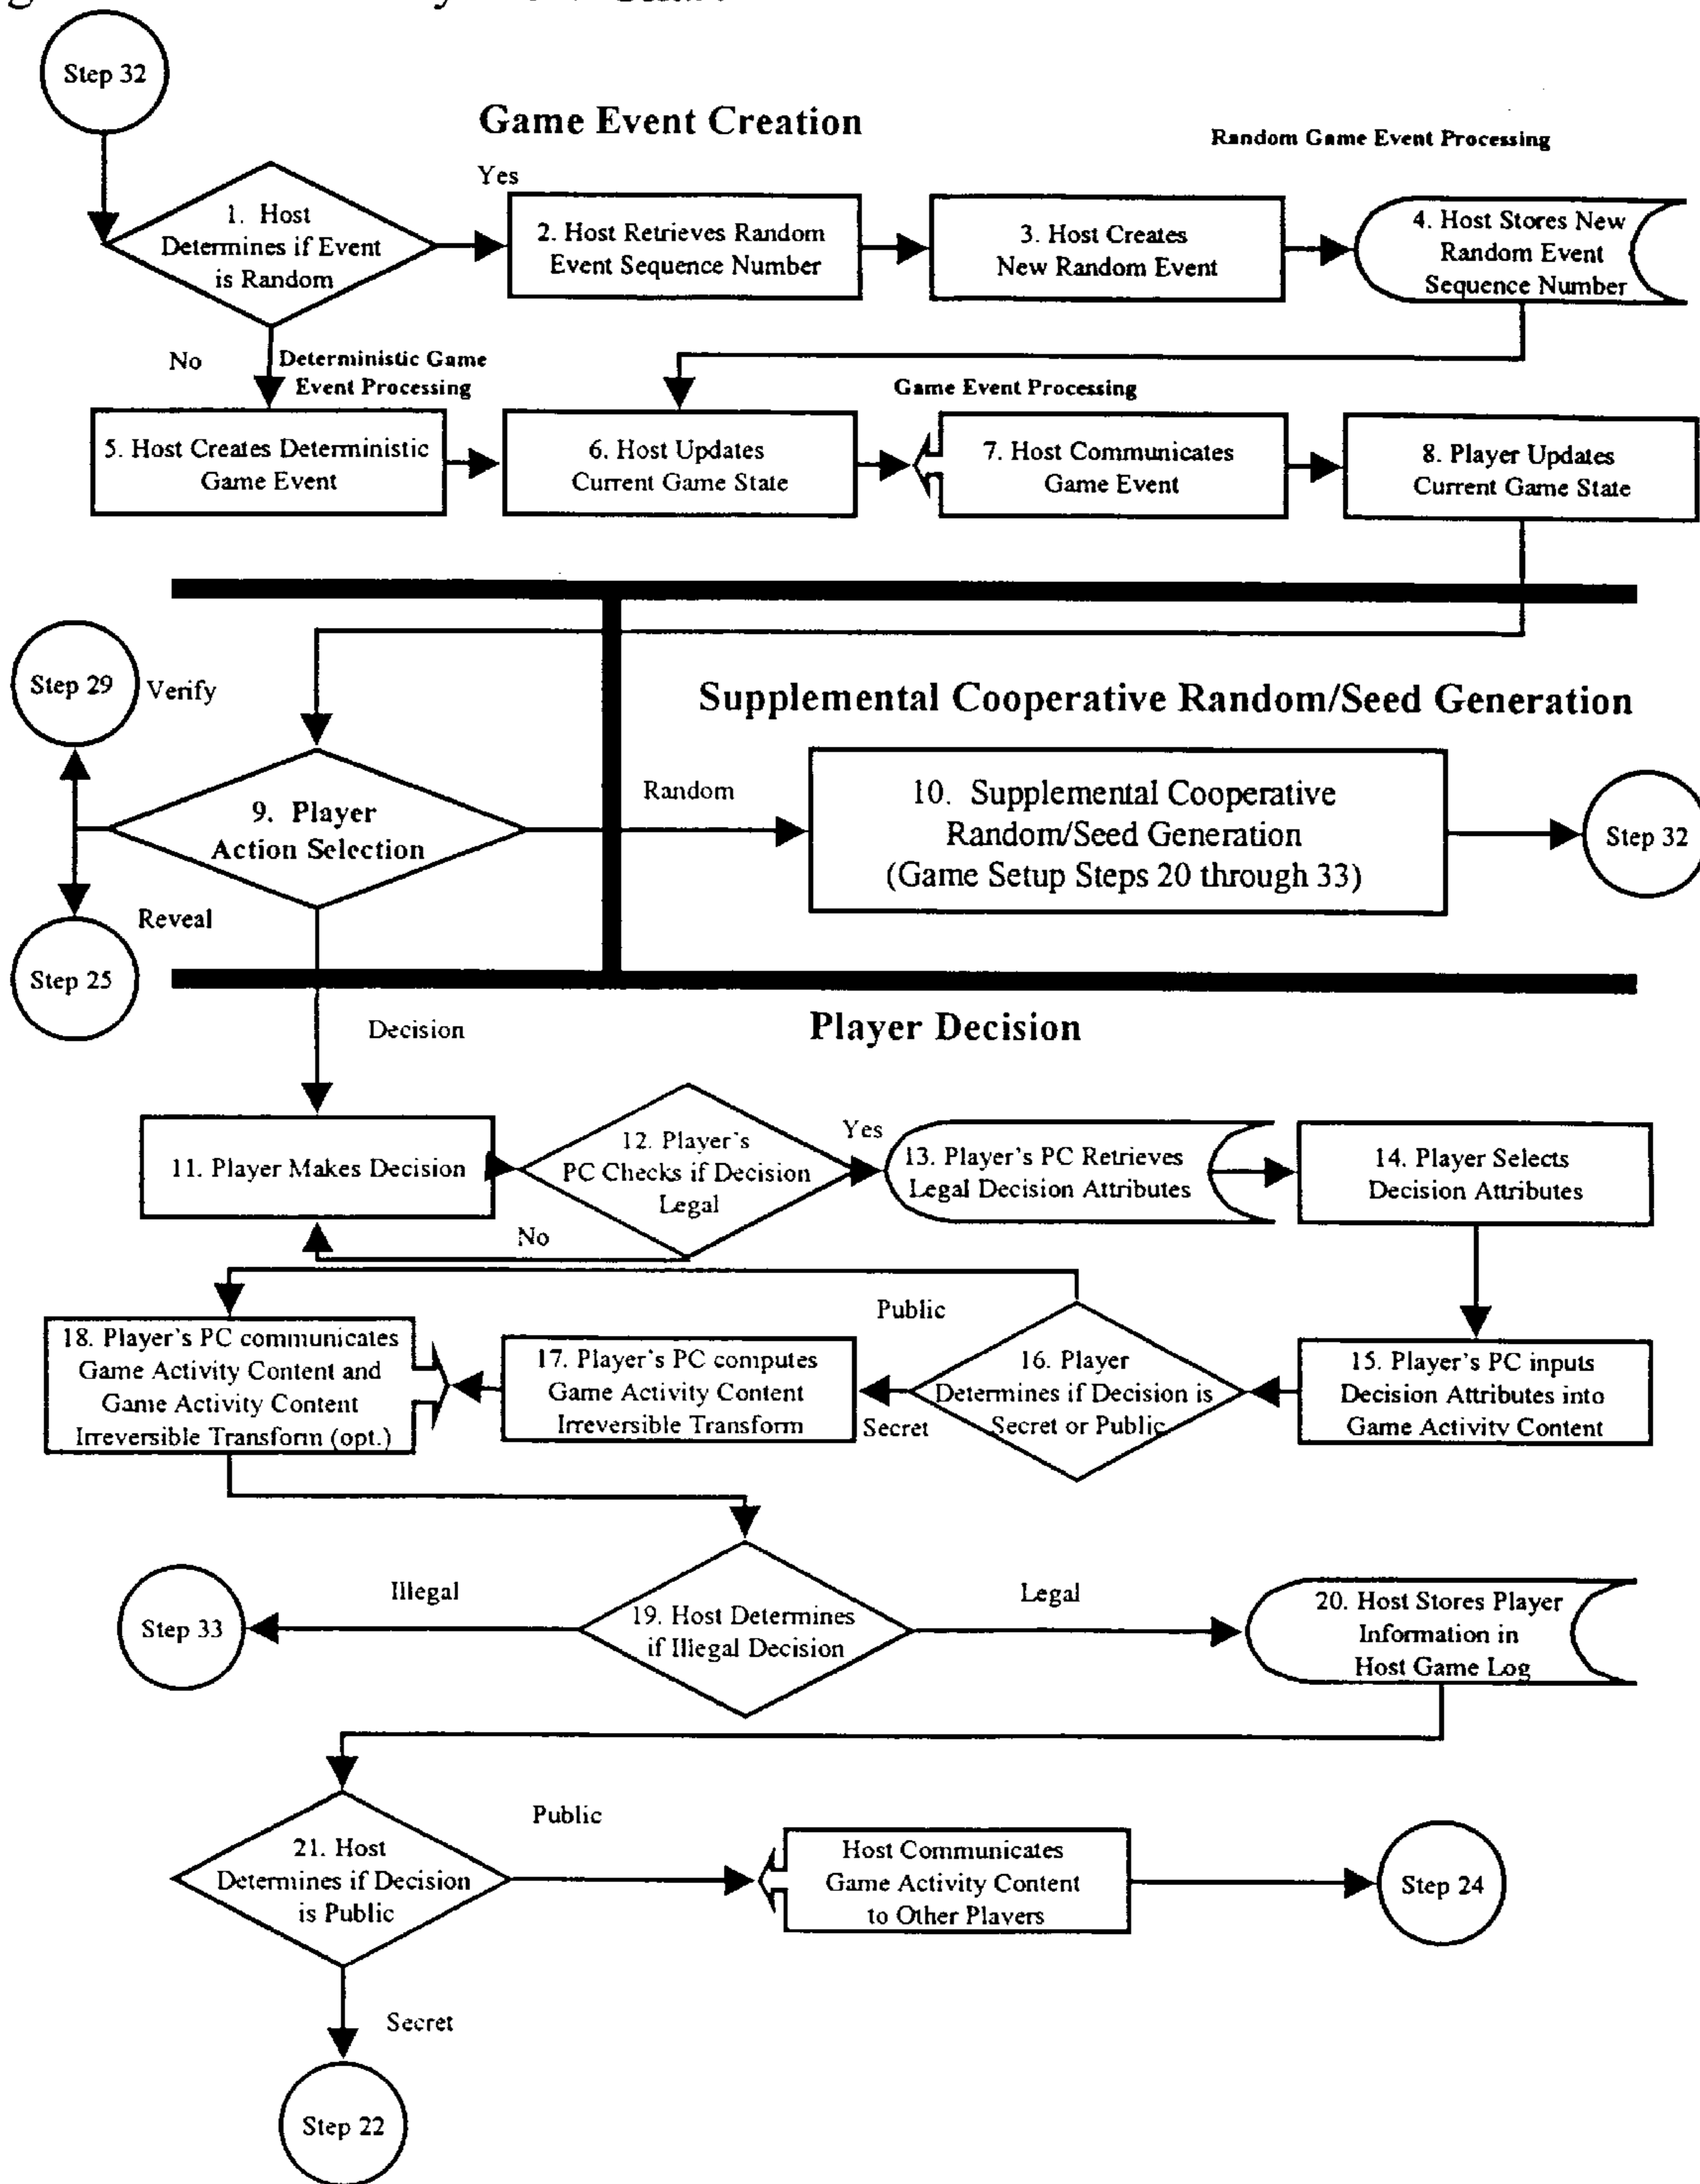 Step 32
Game Event Creation
Random Game Event Processing
Yes
1. Host
Determines if Event
is Random
2. Host Retrieves Random
Event Sequence Number
3. Host Creates
New Random Event
4. Host Stores New
Random Event
Sequence Number
No
Deterministic Game
Event Processing
Game Event Processing
5. Host Creates Deterministic
Game Event
6. Host Updates
Current Game State
7. Host Communicates
Game Event
8. Player Updates
Current Game State
Step 29
Verify
Supplemental Cooperative Random/Seed Generation
9. Player
Action Selection
Random
10. Supplemental Cooperative
Random/Seed Generation
(Game Setup Steps 20 through 33)
Step 32
Reveal
Step 25
Decision
Player Decision
11. Player Makes Decision
12. Player's
PC Checks if Decision
Legal
Yes
13. Player's PC Retrieves
Legal Decision Attributes
14. Player Selects
Decision Attributes
No
Public
18. Player's PC communicates
Game Activity Content and
Game Activity Content
Irreversible Transform (opt.)
17. Player's PC computes
Game Activity Content
Irreversible Transform
Secret
16. Player
Determines if Decision is
Secret or Public
15. Player's PC inputs
Decision Attributes into
Game Activity Content
Step 33
Illegal
19. Host Determines
if Illegal Decision
Legal
20. Host Stores Player
Information in
Host Game Log
21. Host
Determines if Decision
is Public
Public
Host Communicates
Game Activity Content
to Other Players
Step 24
Secret
Step 22